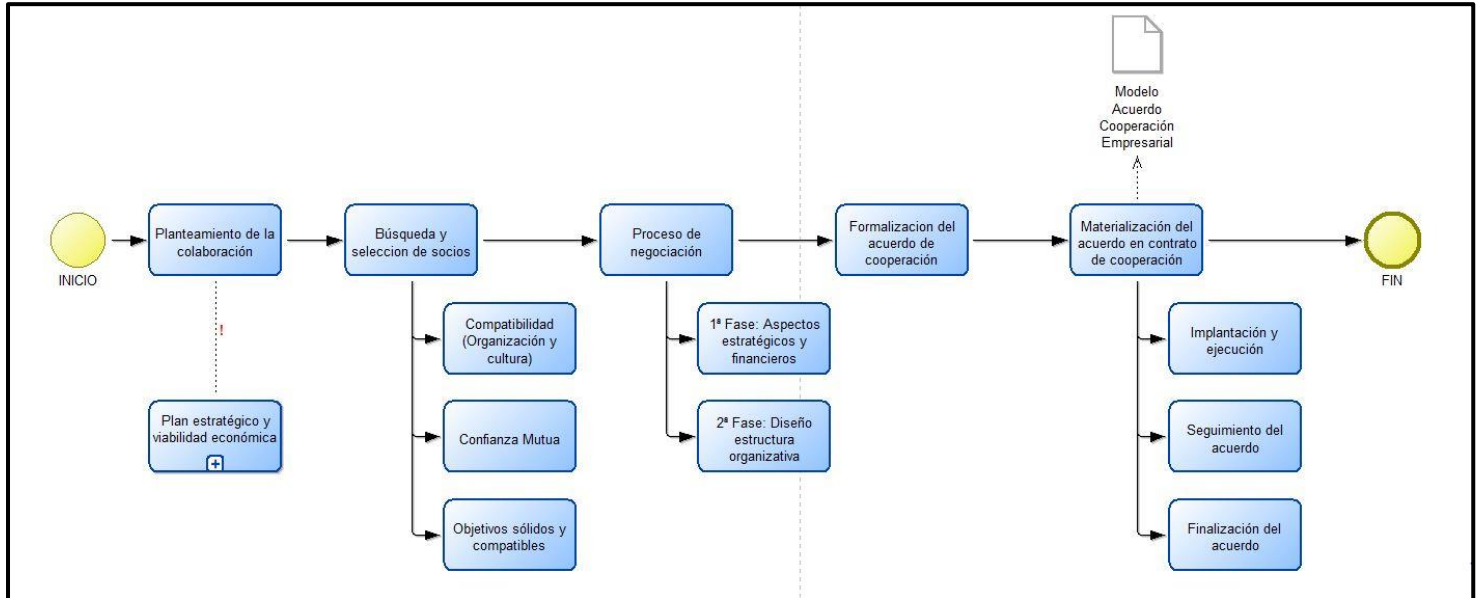 Modelo
Acuerdo
Cooperación
Empresarial
INICIO
Planteamiento de la
colaboración
Búsqueda y
seleccion de socios
Proceso de
negociación
Formalizacion del
acuerdo de
cooperación
Materialización del
acuerdo en contrato
de cooperación
FIN
!
Plan estratégico y
viabilidad económica
+
Compatibilidad
(Organización y
cultura)
Confianza Mutua
Objetivos sólidos y
compatibles
1ª Fase: Aspectos
estratégicos y
financieros
2ª Fase: Diseño
estructura
organizativa
Implantación y
ejecución
Seguimiento del
acuerdo
Finalización del
acuerdo